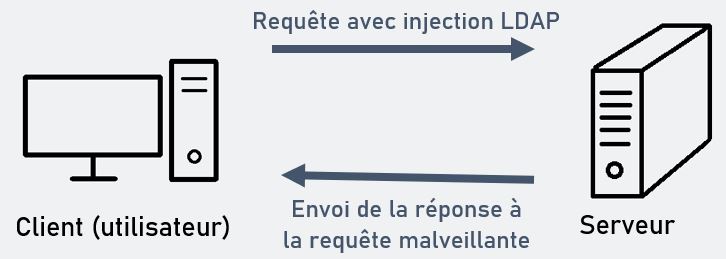 Requête avec injection LDAP
Client (utilisateur)
Envoi de la réponse à
la requête malveillante
Serveur